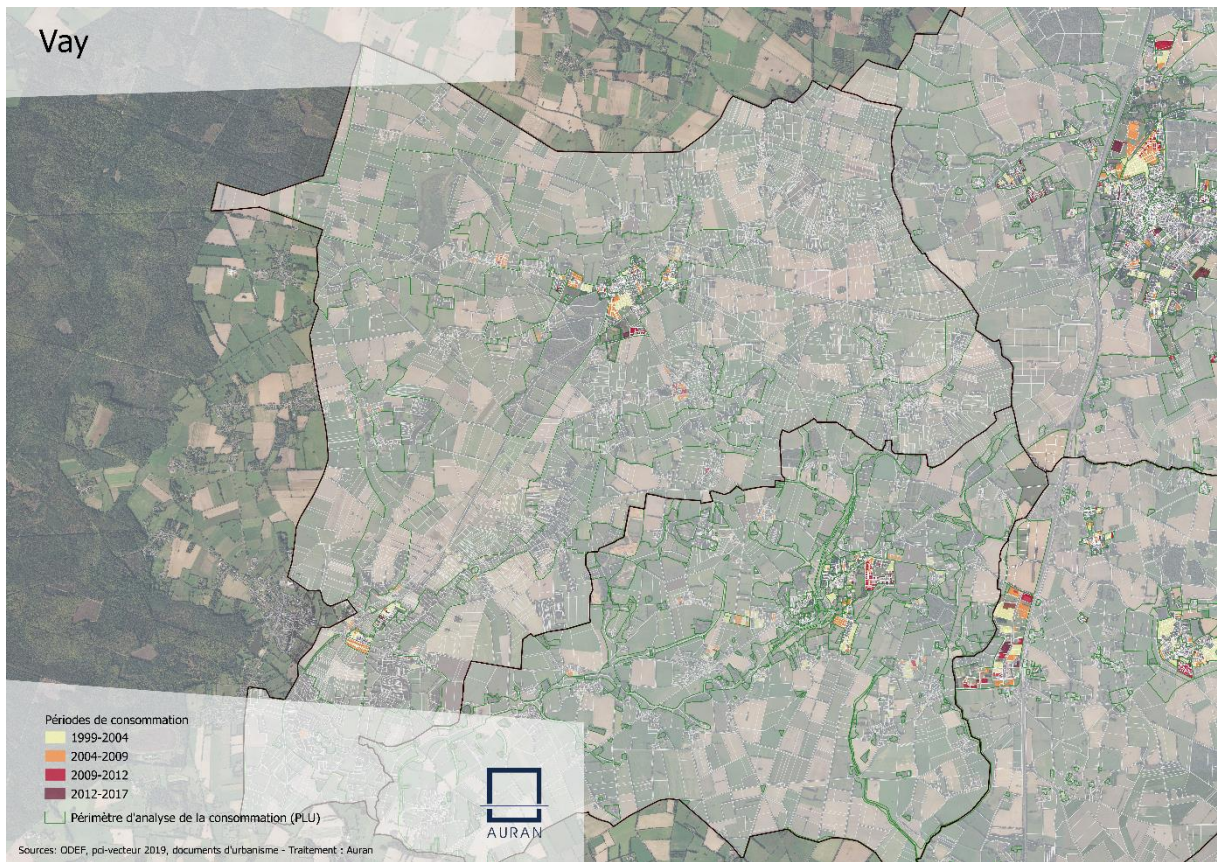 Vay
Périodes de consommation
1999-2004
2004-2009
2009-2012
2012-2017
Périmètre d'analyse de la consommation (PLU)
AURAN
Sources: ODEF, pci-vecteur 2019, documents d'urbanisme - Traitement : Auran